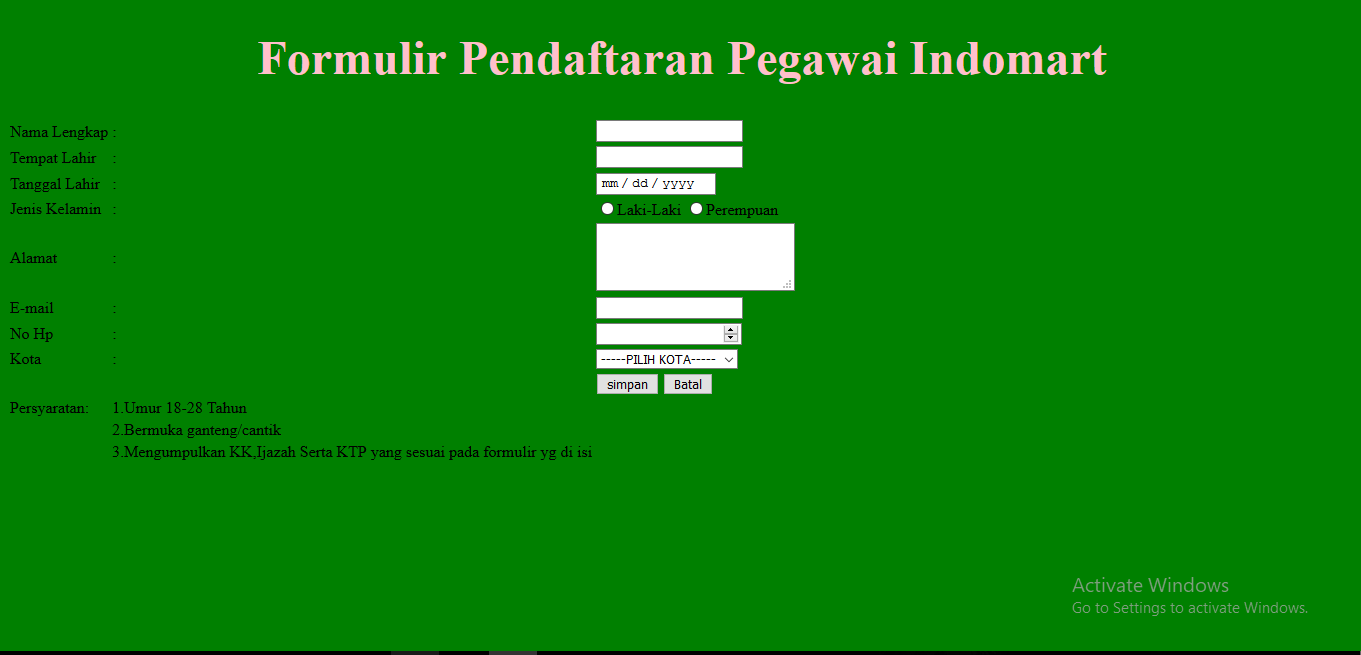 Formulir Pendaftaran Pegawai Indomart
Nama Lengkap :
Tempat Lahir :
Tanggal Lahir : mm / dd / yyyy
Jenis Kelamin : Laki-Laki Perempuan
Alamat :
E-mail :
No Hp :
Kota : -----PILIH KOTA-----
simpan Batal
Persyaratan: 1.Umur 18-28 Tahun
2.Bermuka ganteng/cantik
3.Mengumpulkan KK,Ijazah Serta KTP yang sesuai pada formulir yg di isi
Activate Windows
Go to Settings to activate Windows.